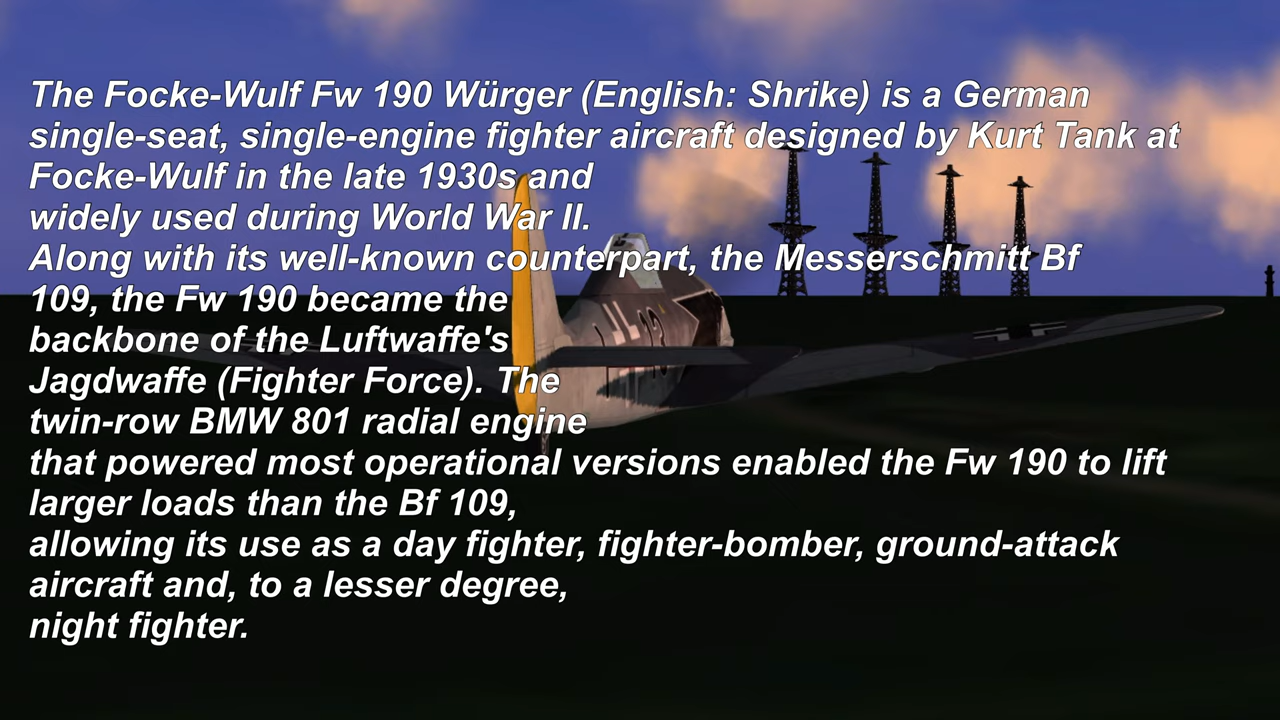 The Focke-Wulf Fw 190 Würger (English: Shrike) is a German
single-seat, single-engine fighter aircraft designed by Kurt Tank at
Focke-Wulf in the late 1930s and
widely used during World War II.
Along with its well-known counterpart, the Messerschmitt Bf
109, the Fw 190 became the
backbone of the Luftwaffe's
Jagdwaffe (Fighter Force). The
twin-row BMW 801 radial engine
that powered most operational versions enabled the Fw 190 to lift
larger loads than the Bf 109,
allowing its use as a day fighter, fighter-bomber, ground-attack
aircraft and, to a lesser degree,
night fighter.